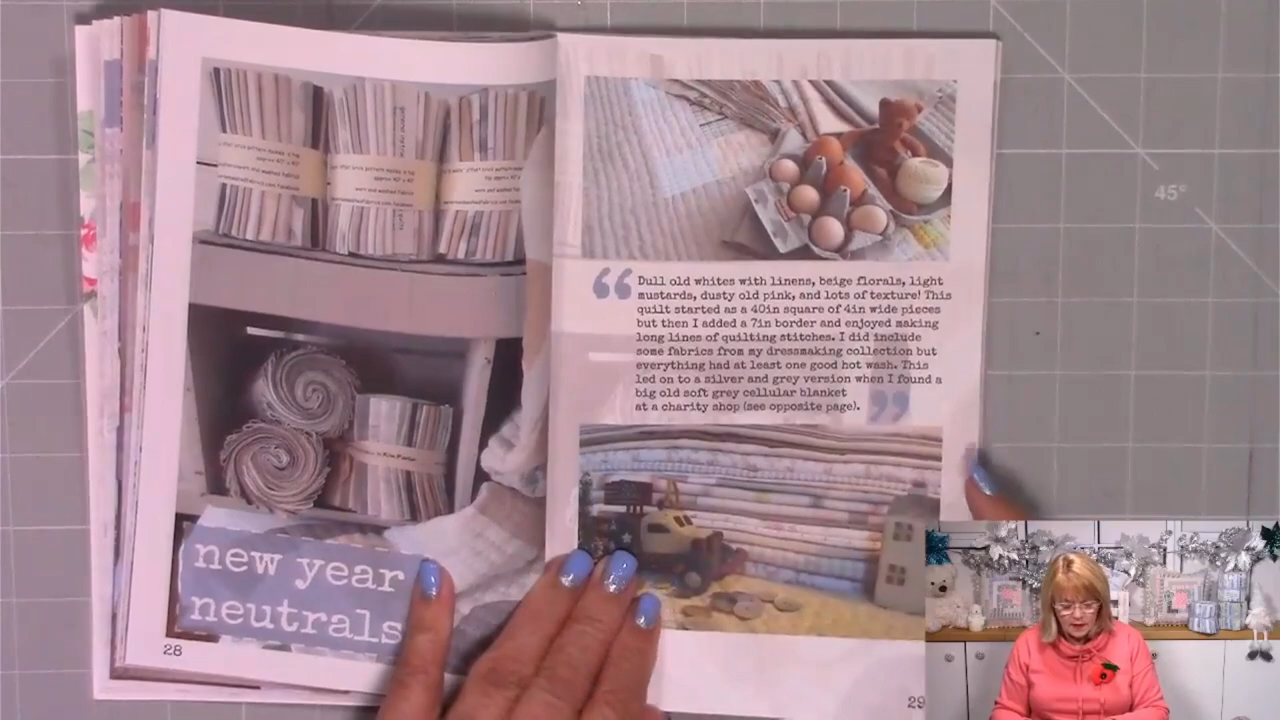 new year
neutrals
28
“ Dull old whites with linens, beige florals, light
mustards, dusty old pink, and lots of texture! This
quilt started as a 40in square of 4in wide pieces
but then I added a 7in border and enjoyed making
long lines of quilting stitches. I did include
some fabrics from my dressmaking collection but
everything had at least one good hot wash. This
led on to a silver and grey version when I found a
big old soft grey cellular blanket
at a charity shop (see opposite page). ”
29
45°